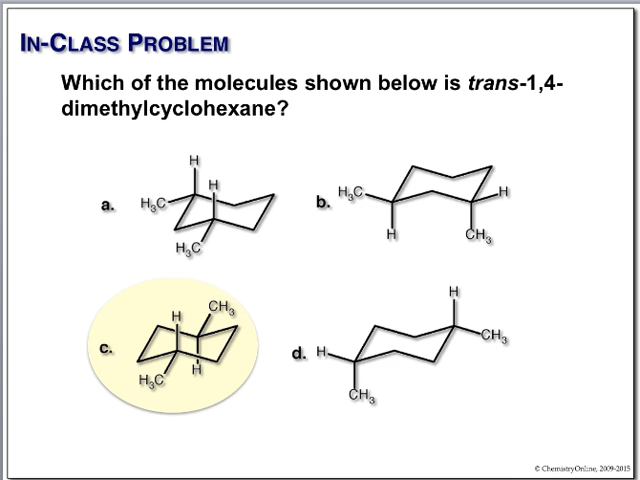 IN-CLASS PROBLEM
Which of the molecules shown below is trans-1,4-
dimethylcyclohexane?
a.
H
H
H₃C
H₃C
b.
H₃C
H
H
CH₃
c.
H
CH₃
H₃C
H
d.
H
H
CH₃
CH₃
© ChemistryOnline, 2009-2015